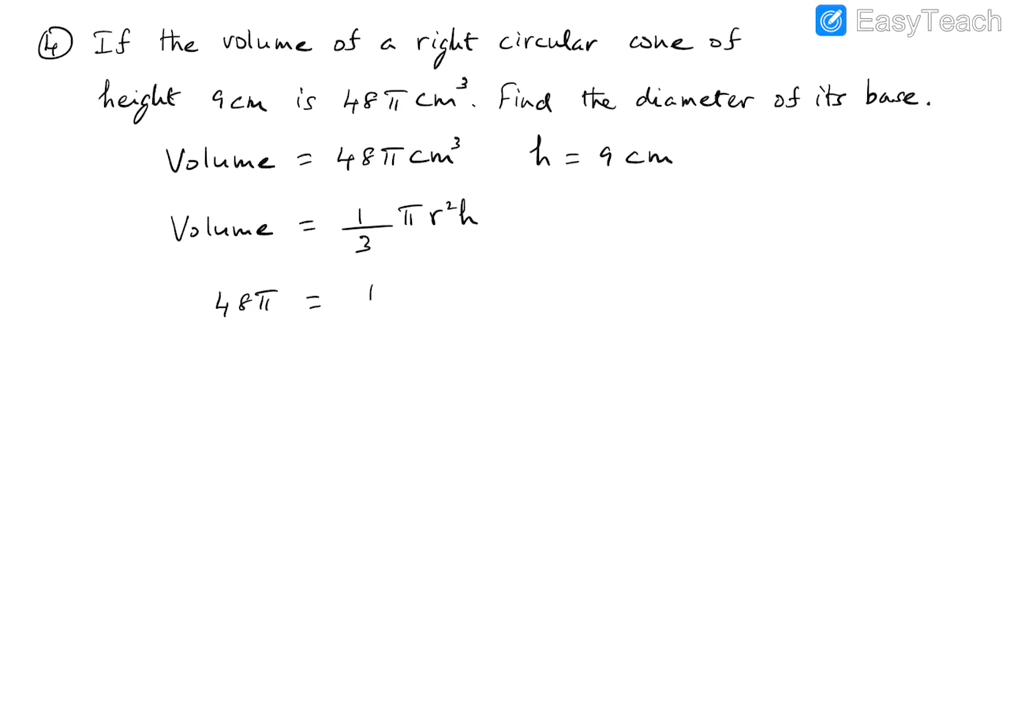 EasyTeach
④ If the volume of a right circular cone of
height 9cm is 48π cm³. Find the diameter of its base.
Volume = 48π cm³ h = 9 cm
Volume = 1/3 π r²h
48π = 1